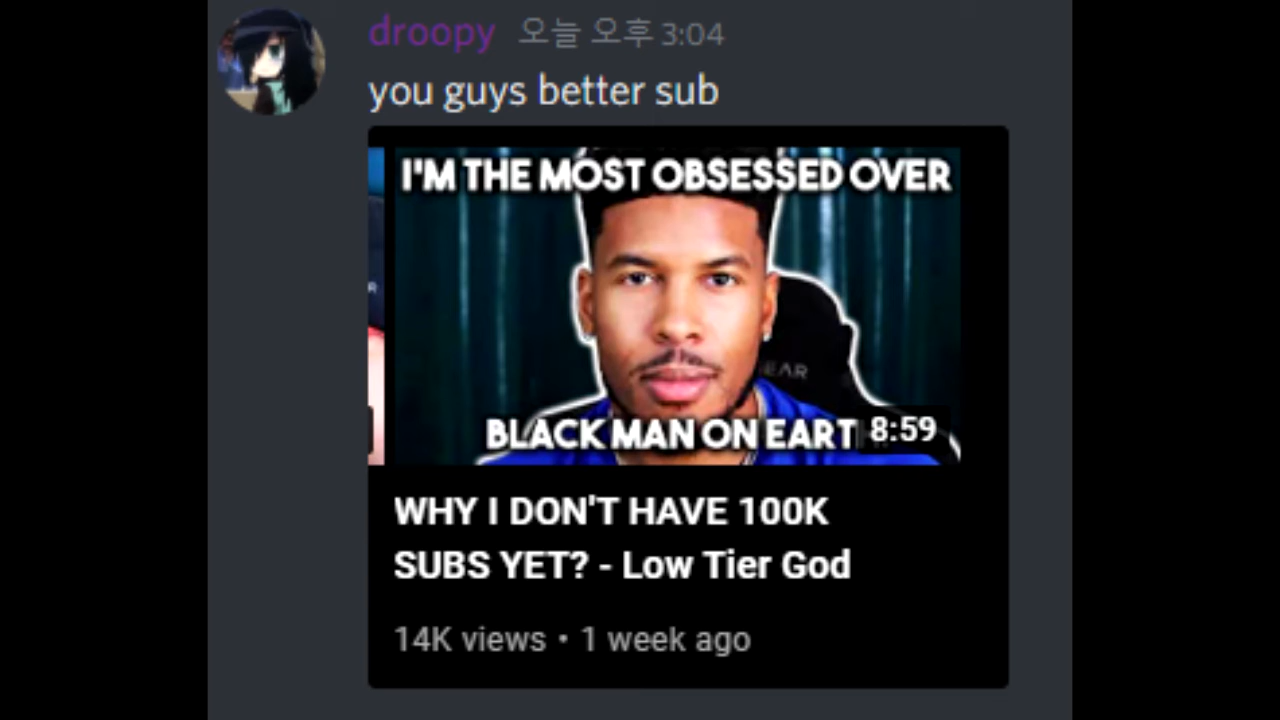 droopy 오늘 오후 3:04
you guys better sub
I'M THE MOST OBSESSED OVER
BLACK MAN ON EARTH
8:59
WHY I DON'T HAVE 100K
SUBS YET? - Low Tier God
14K views • 1 week ago